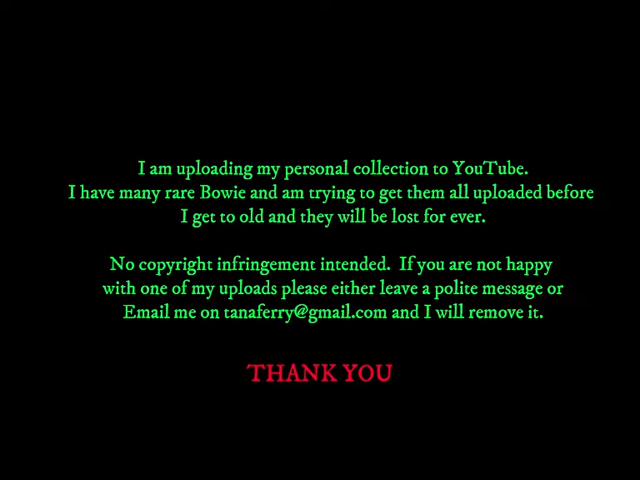 I am uploading my personal collection to YouTube.
I have many rare Bowie and am trying to get them all uploaded before
I get to old and they will be lost for ever.
No copyright infringement intended. If you are not happy
with one of my uploads please either leave a polite message or
Email me on tanaferry@gmail.com and I will remove it.
THANK YOU